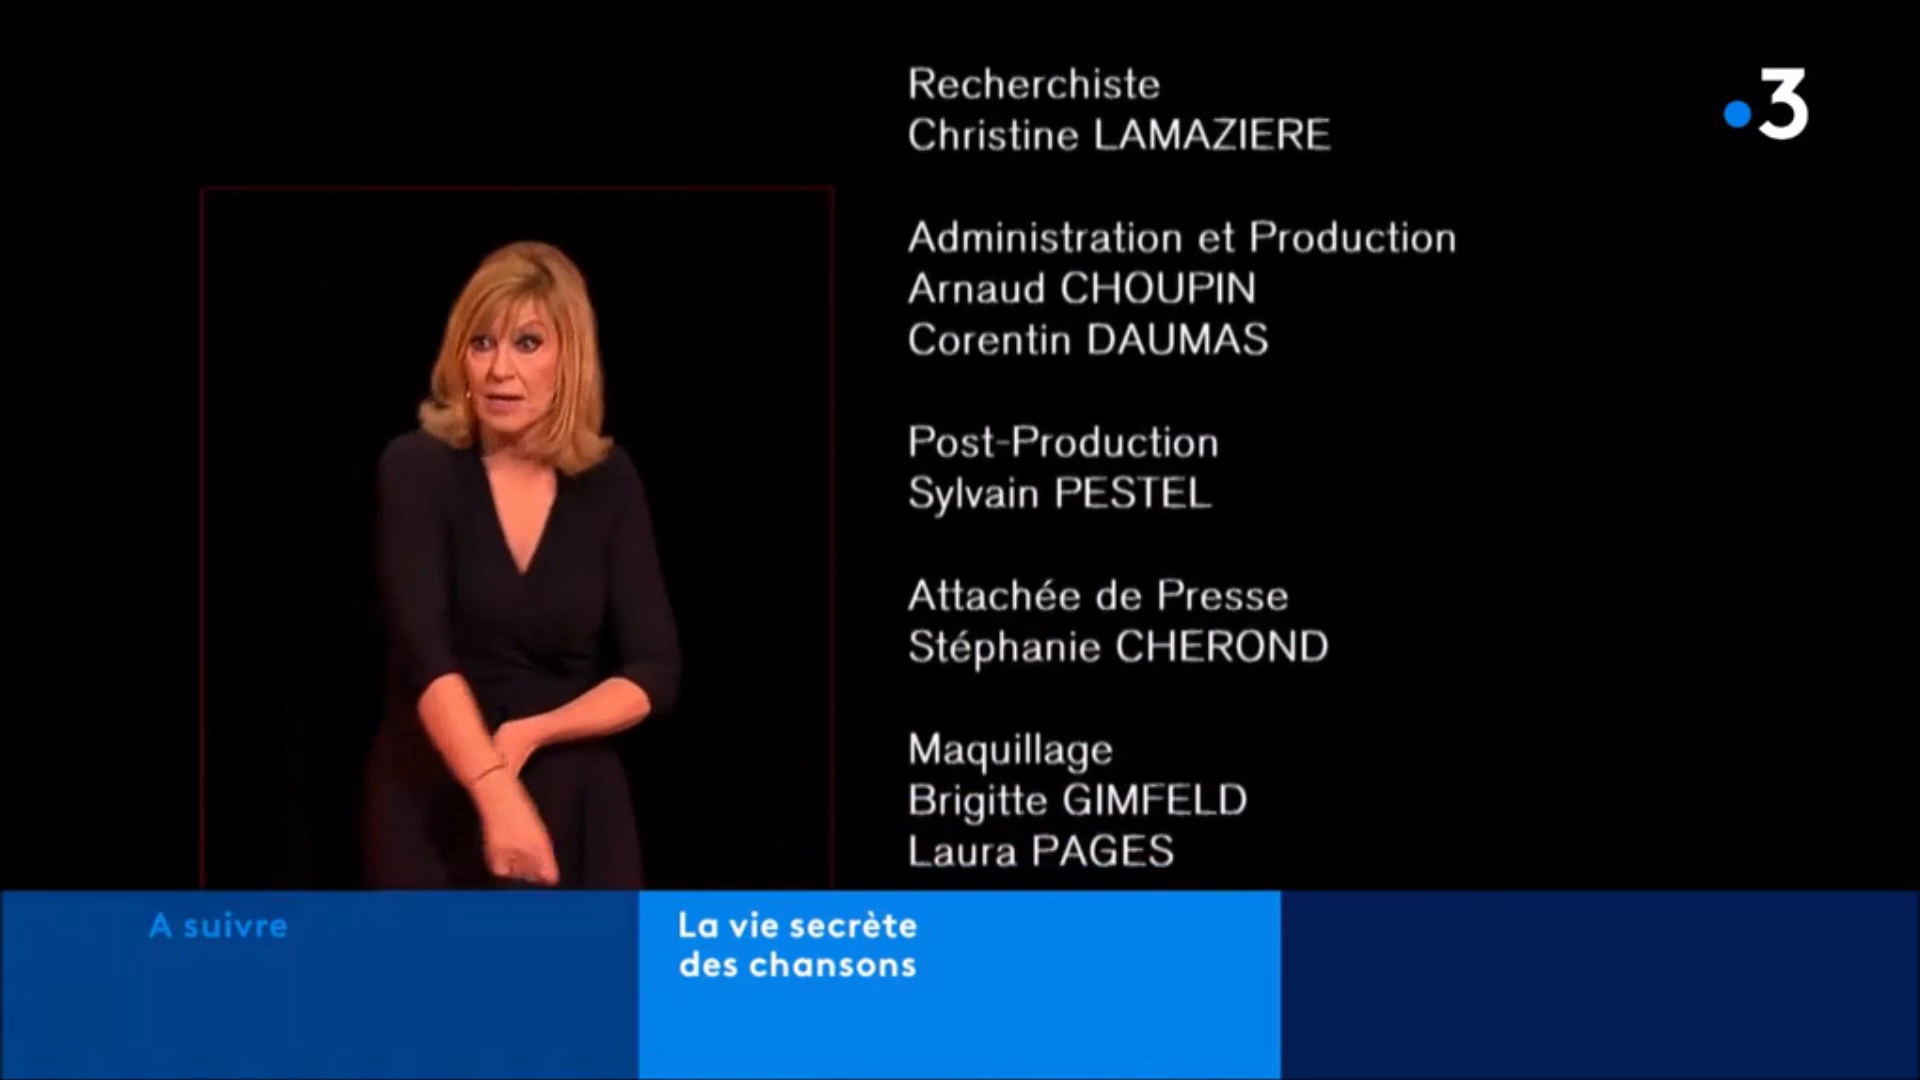 Recherchiste
Christine LAMAZIERE
Administration et Production
Arnaud CHOUPIN
Corentin DAUMAS
Post-Production
Sylvain PESTEL
Attachée de Presse
Stéphanie CHEROND
Maquillage
Brigitte GIMFELD
Laura PAGES
3
A suivre
La vie secrète
des chansons